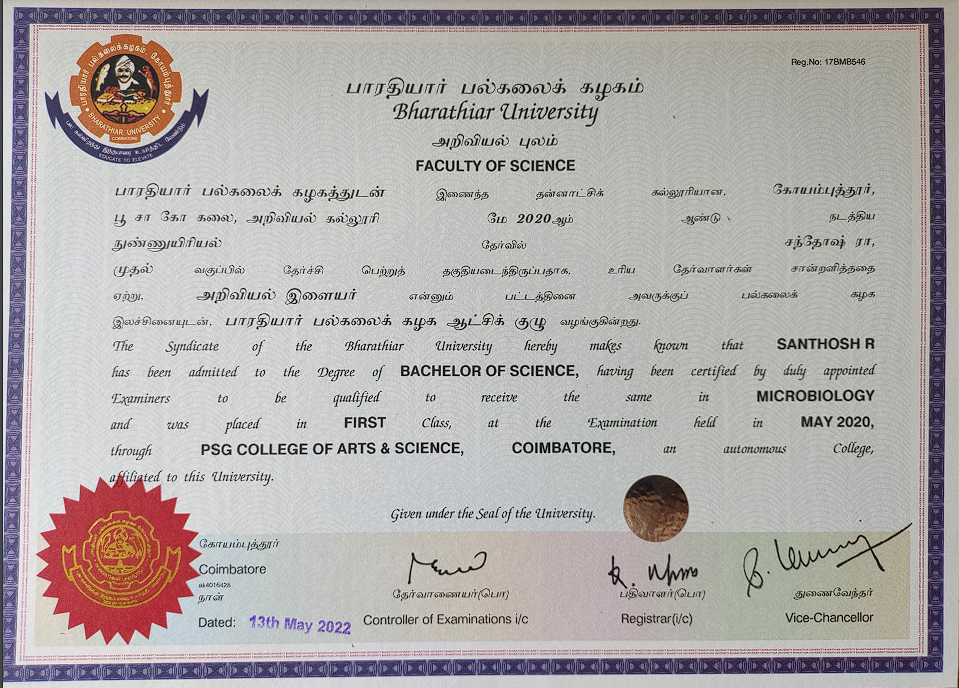 Reg.No: 17BMB546
பாரதியார் பல்கலைக்கழகம், கோயம்புத்தூர்
BHARATHIAR UNIVERSITY
COIMBATORE
EDUCATE TO ELEVATE
பாரதியார் பல்கலைக் கழகம்
Bharathiar University
அறிவியல் புலம்
FACULTY OF SCIENCE
பாரதியார் பல்கலைக் கழகத்துடன் இணைந்த தன்னாட்சிக் கல்லூரியான, கோயம்புத்தூர்,
பூ சா கோ கலை, அறிவியல் கல்லூரி மே 2020ஆம் ஆண்டு நடத்திய
நுண்ணுயிரியல் தேர்வில் சந்தோஷ் ரா,
முதல் வகுப்பில் தேர்ச்சி பெற்றுத் தகுதியடைந்திருப்பதாக, உரிய தேர்வாளர்கள் சான்றளித்ததை
ஏற்று, அறிவியல் இளையர் என்னும் பட்டத்தினை அவருக்குப் பல்கலைக் கழக
இலச்சினையுடன், பாரதியார் பல்கலைக் கழக ஆட்சிக் குழு வழங்குகின்றது.
The Syndicate of the Bharathiar University hereby makes known that SANTHOSH R
has been admitted to the Degree of BACHELOR OF SCIENCE, having been certified by duly appointed
Examiners to be qualified to receive the same in MICROBIOLOGY
and was placed in FIRST Class, at the Examination held in MAY 2020,
through PSG COLLEGE OF ARTS & SCIENCE, COIMBATORE, an autonomous College,
affiliated to this University.
Given under the Seal of the University.
கோயம்புத்தூர்
Coimbatore
ak4016428
நாள்
Dated: 13th May 2022
தேர்வாணையர்(பொ)
Controller of Examinations i/c
பதிவாளர்(பொ)
Registrar(i/c)
துணைவேந்தர்
Vice-Chancellor